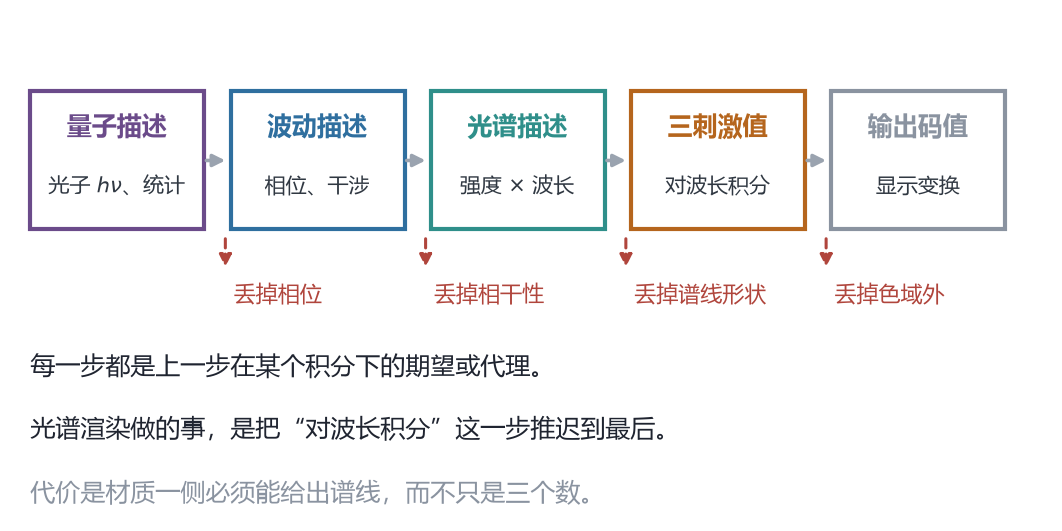 量子描述
光子 hν、统计
波动描述
相位、干涉
光谱描述
强度 × 波长
三刺激值
对波长积分
输出码值
显示变换
丢掉相位
丢掉相干性
丢掉谱线形状
丢掉色域外
每一步都是上一步在某个积分下的期望或代理。
光谱渲染做的事，是把“对波长积分”这一步推迟到最后。
代价是材质一侧必须能给出谱线，而不只是三个数。